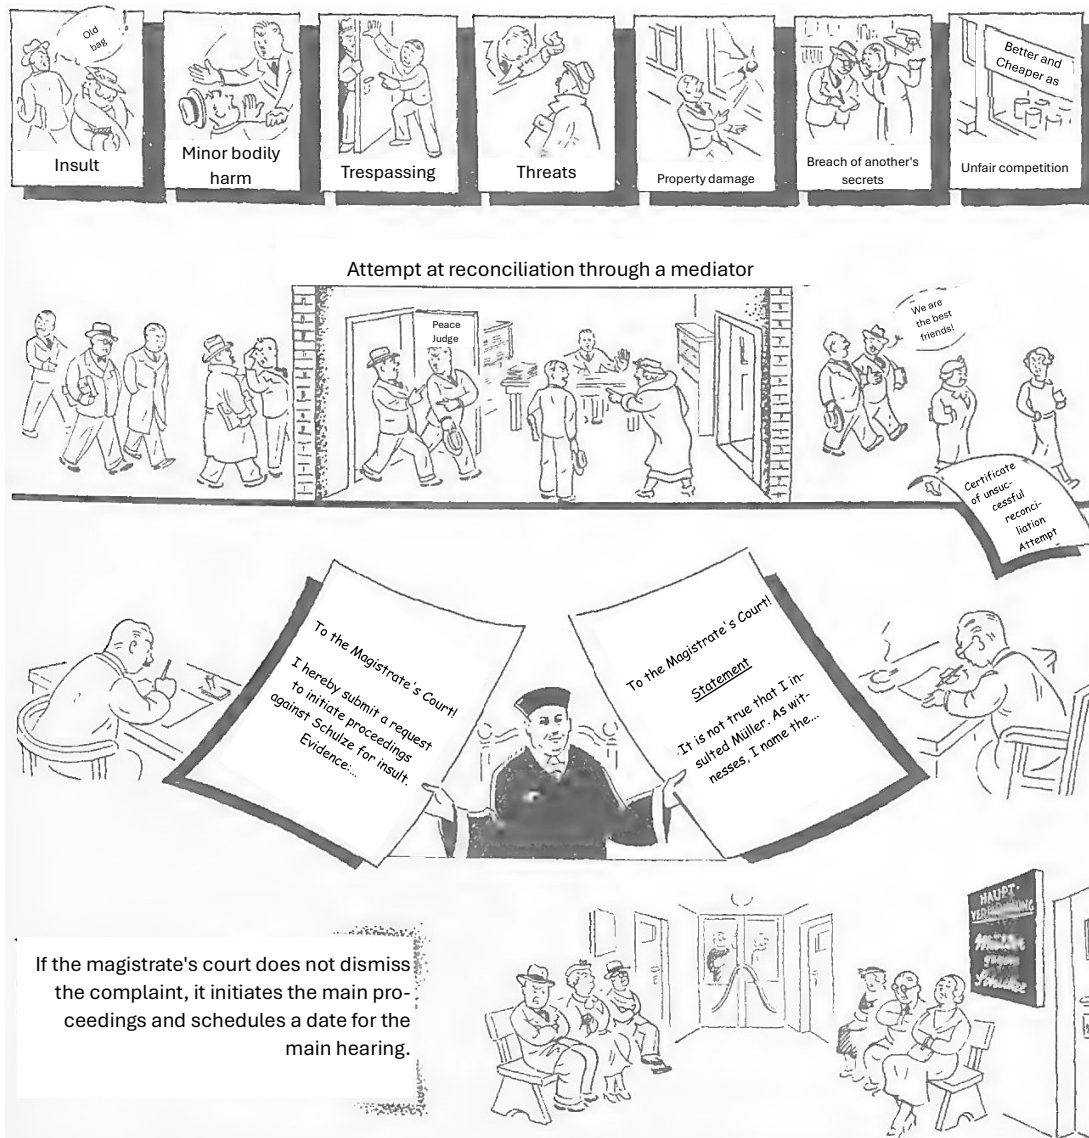 Old
bag
Insult
Minor bodily
harm
Trespassing
Threats
Property damage
Breach of another's
secrets
Better and
Cheaper as
Unfair competition
Attempt at reconciliation through a mediator
Peace
Judge
We are
the best
friends!
Certificate
of unsuc-
cessful
reconci-
liation
Attempt
To the Magistrate's Court!
I hereby submit a request
to initiate proceedings
against Schulze for insult.
Evidence:...
To the Magistrate's Court!
Statement
It is not true that I in-
sulted Müller. As wit-
nesses, I name the...
If the magistrate's court does not dismiss
the complaint, it initiates the main pro-
ceedings and schedules a date for the
main hearing.
HAUPT-